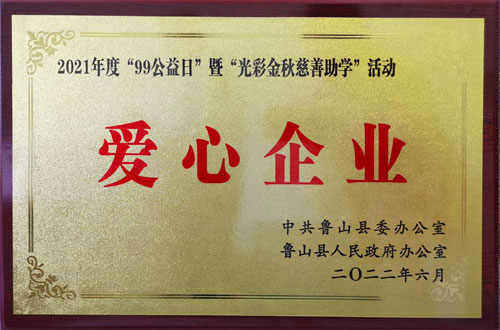 2021年度“99公益日”暨“光彩金秋慈善助学”活动
爱心企业
中共鲁山县委办公室
鲁山县人民政府办公室
二〇二二年六月